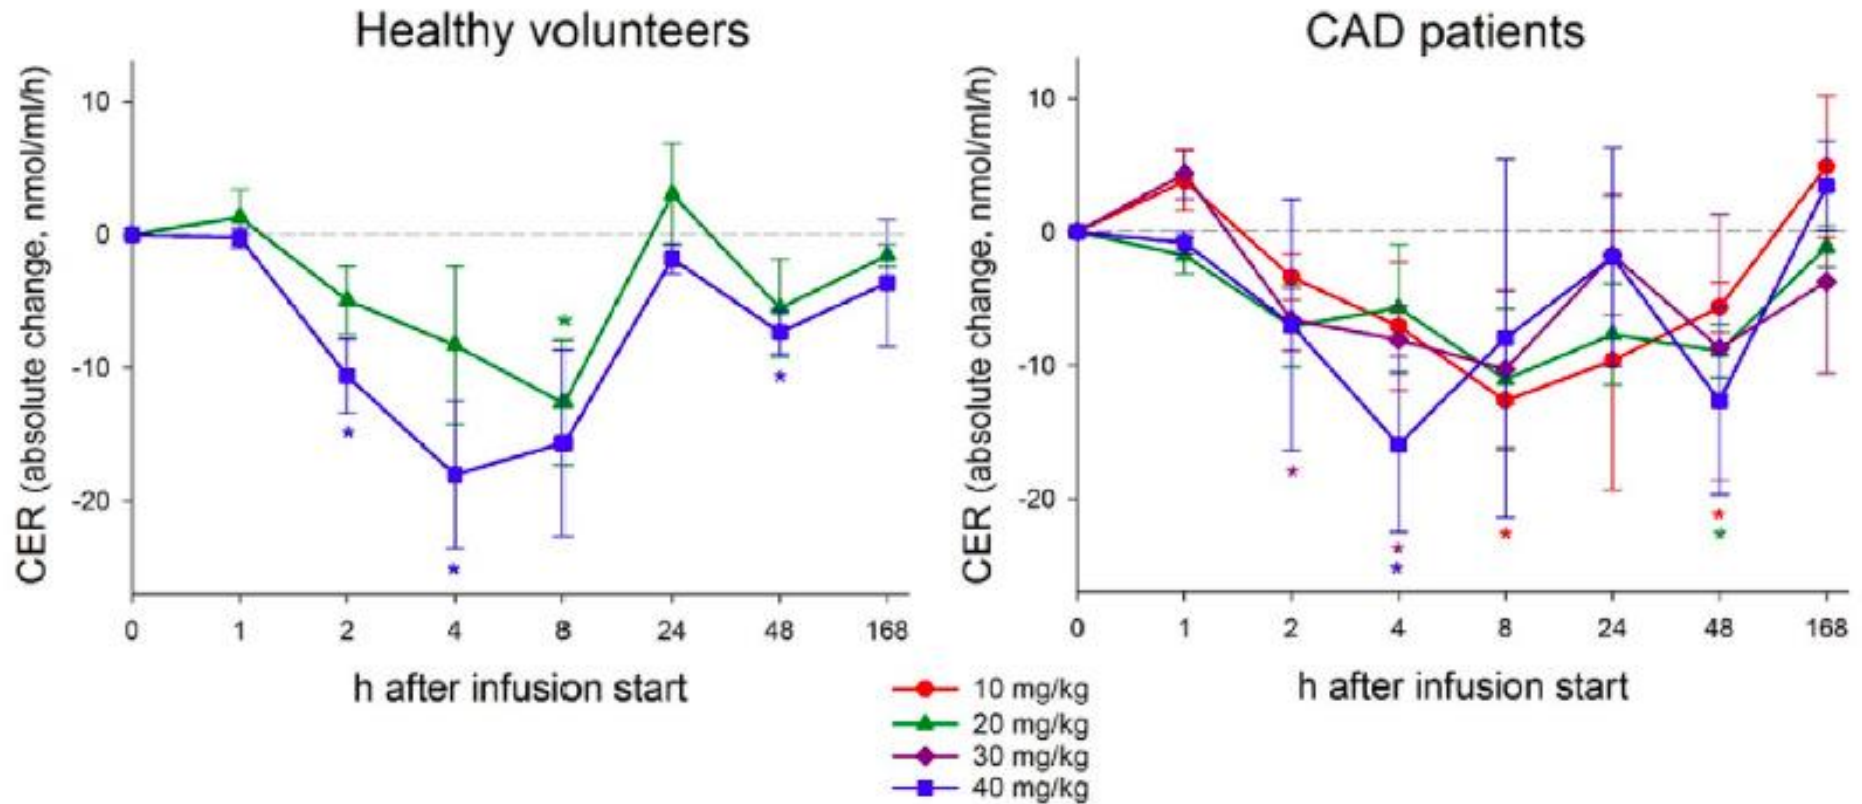 Healthy volunteers
CER (absolute change, nmol/ml/h)
10
0
-10
-20
*
*
*
*
0 1 2 4 8 24 48 168
h after infusion start
CAD patients
CER (absolute change, nmol/ml/h)
10
0
-10
-20
*
*
*
*
*
*
0 1 2 4 8 24 48 168
h after infusion start
10 mg/kg
20 mg/kg
30 mg/kg
40 mg/kg